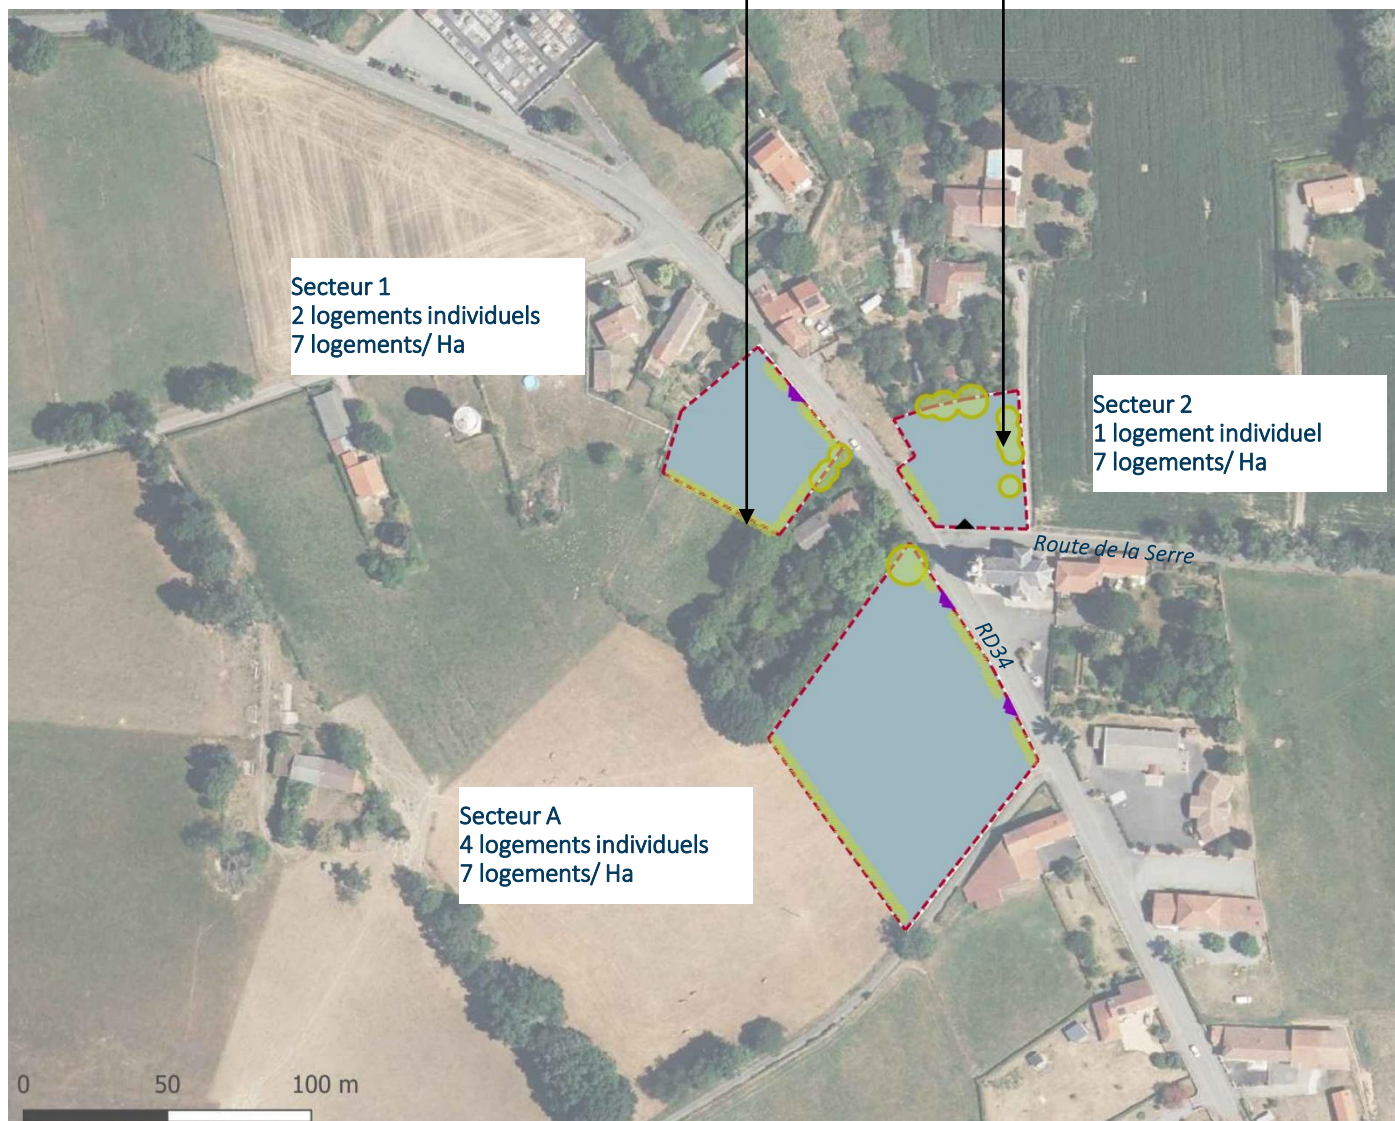 Secteur 1
2 logements individuels
7 logements/ Ha
Secteur 2
1 logement individuel
7 logements/ Ha
Route de la Serre
RD34
Secteur A
4 logements individuels
7 logements/ Ha
0 50 100 m